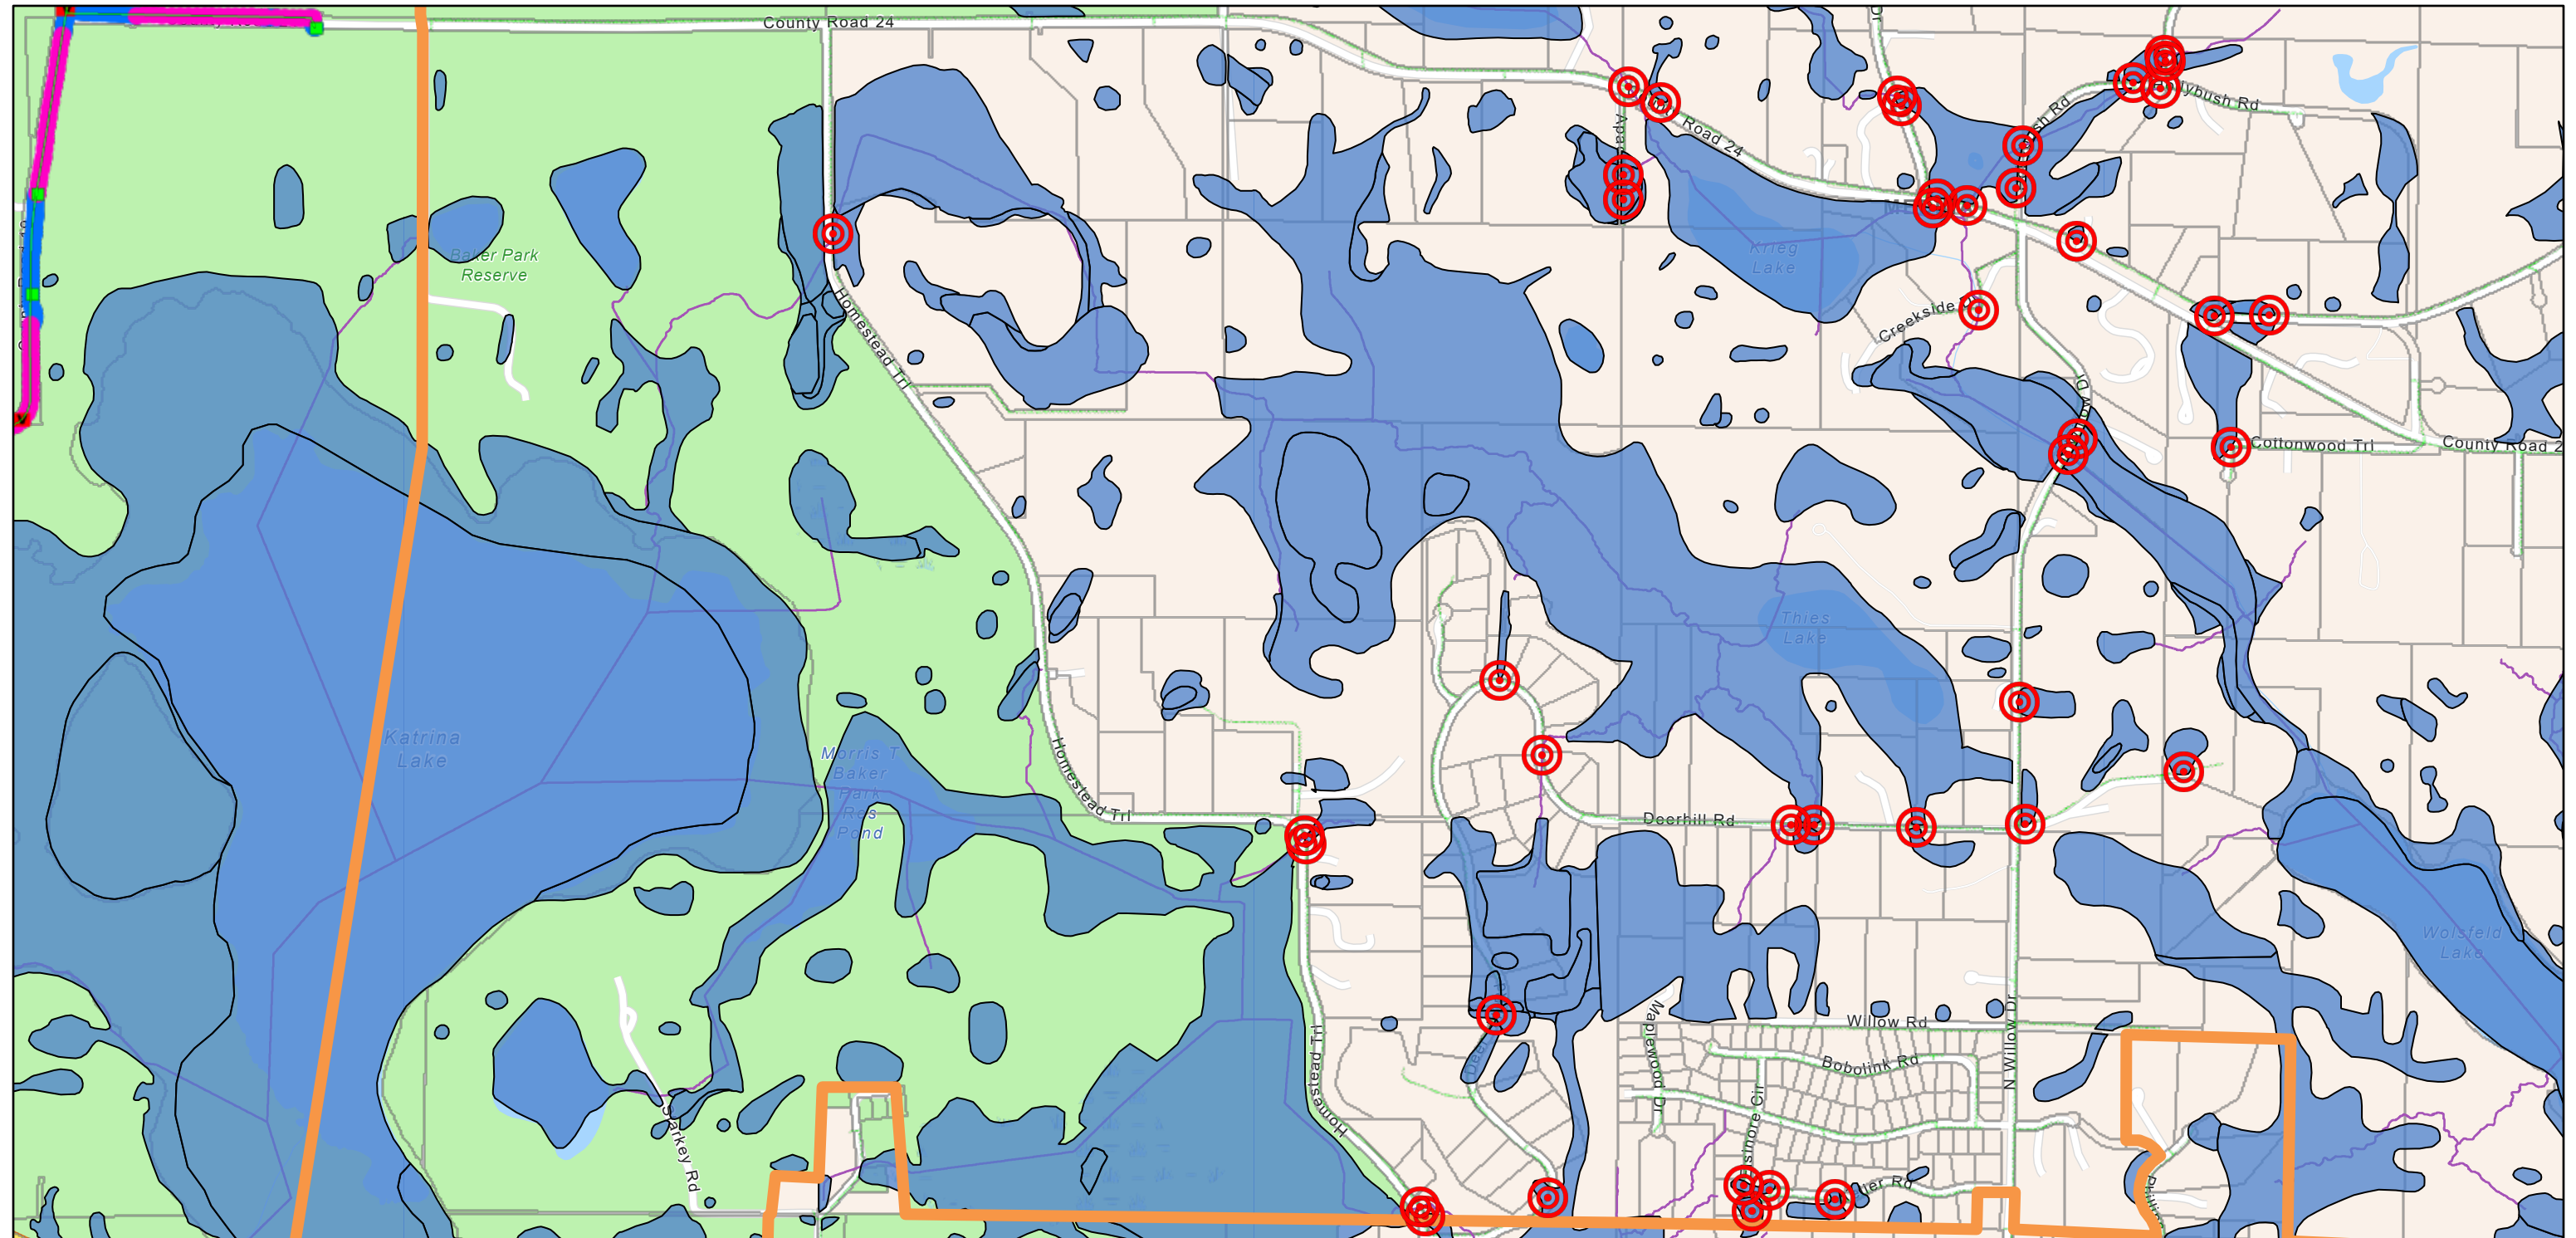 County Road 24
Road 24
Baker Park
Reserve
Krieg
Lake
Creekside
Homestead Trl
Cottonwood Trl
County Road 2
Thies
Lake
Katrina
Lake
Morris T
Baker
Park
Res
Pond
Homestead Trl
Deerhill Rd
Wolsfeld
Lake
Willow Rd
Maplewood Dr
Bobolink Rd
N Willow Dr
Homestead Trl
Starkey Rd